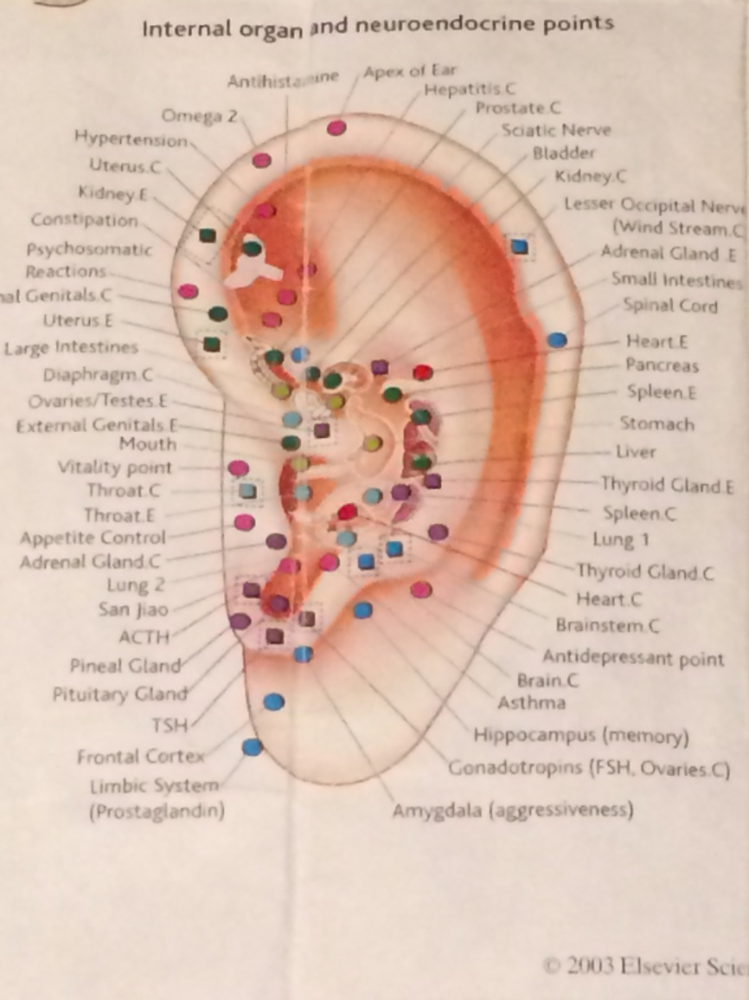 Internal organ and neuroendocrine points
Antihistamine
Apex of Ear
Hepatitis.C
Omega 2
Prostate.C
Hypertension
Sciatic Nerve
Uterus.C
Bladder
Kidney.E
Kidney.C
Constipation
Lesser Occipital Nerve
(Wind Stream.C
Psychosomatic
Reactions
Adrenal Gland .E
nal Genitals.C
Small Intestines
Uterus.E
Spinal Cord
Large Intestines
Heart.E
Diaphragm.C
Pancreas
Ovaries/Testes.E
Spleen.E
External Genitals.E
Stomach
Mouth
Liver
Vitality point
Thyroid Gland.E
Throat.C
Spleen.C
Throat.E
Lung 1
Appetite Control
Thyroid Gland.C
Adrenal Gland.C
Heart.C
Lung 2
Brainstem.C
San Jiao
Antidepressant point
ACTH
Brain.C
Pineal Gland
Asthma
Pituitary Gland
Hippocampus (memory)
TSH
Gonadotropins (FSH, Ovaries.C)
Frontal Cortex
Amygdala (aggressiveness)
Limbic System
(Prostaglandin)
© 2003 Elsevier Scie